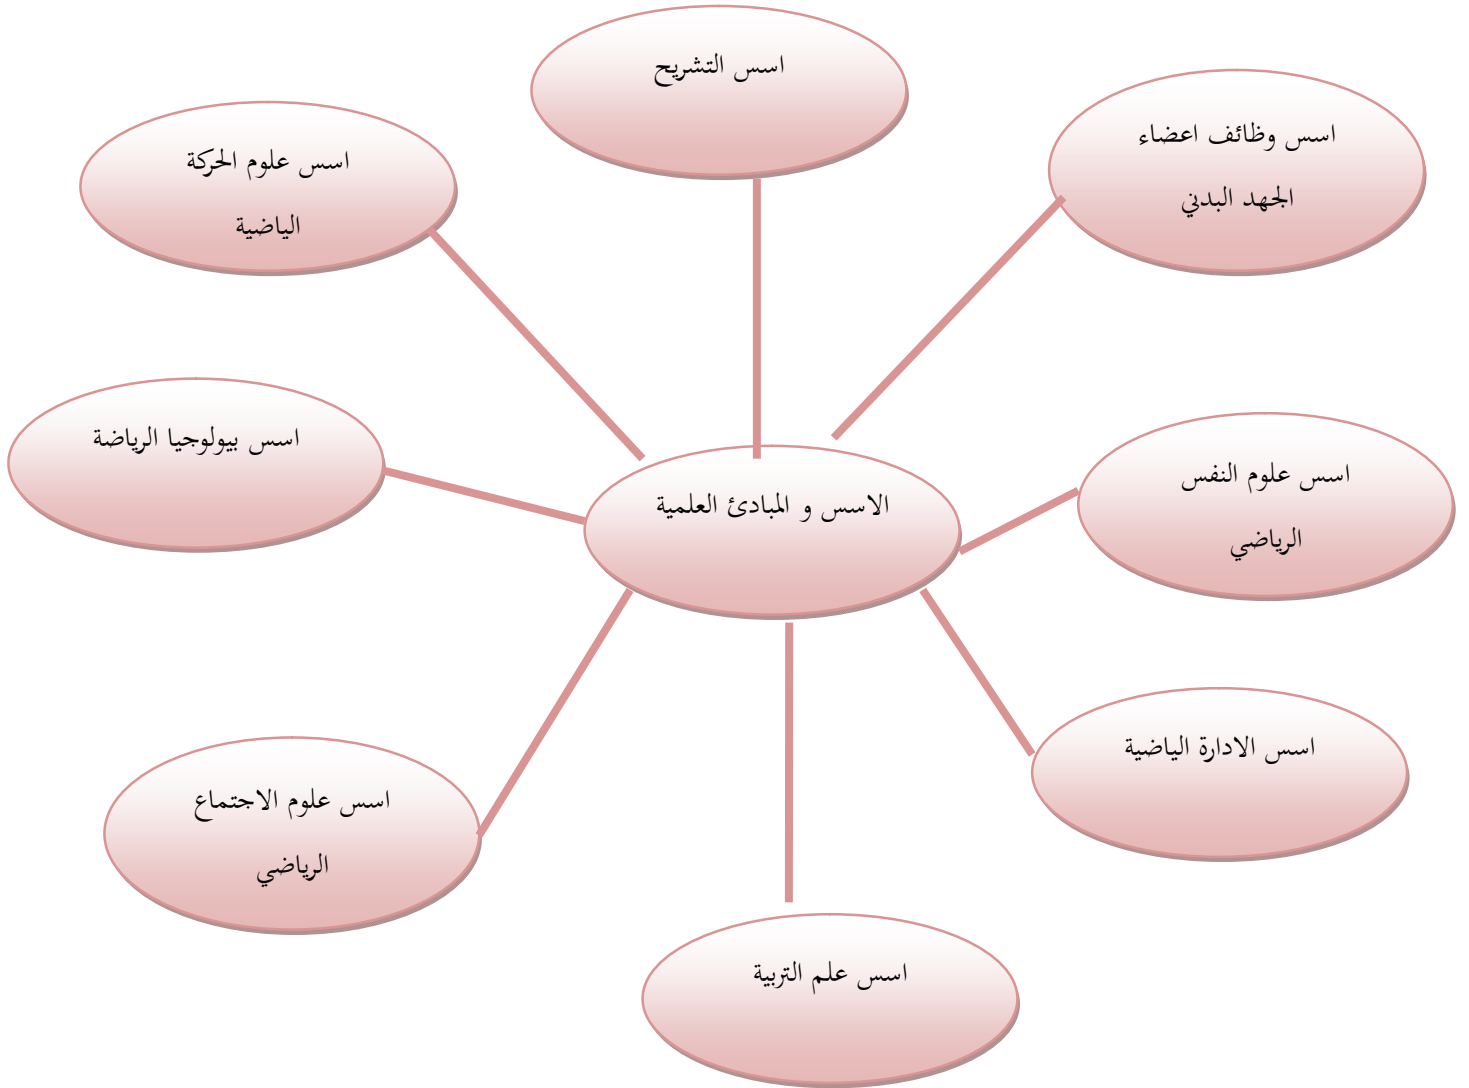 اسس التشريح
اسس وظائف اعضاء
الجهد البدني
اسس علوم الحركة
الياضية
اسس بيولوجيا الرياضة
اسس علوم النفس
الرياضي
الاسس و المبادئ العلمية
اسس الادارة الياضية
اسس علوم الاجتماع
الرياضي
اسس علم التربية